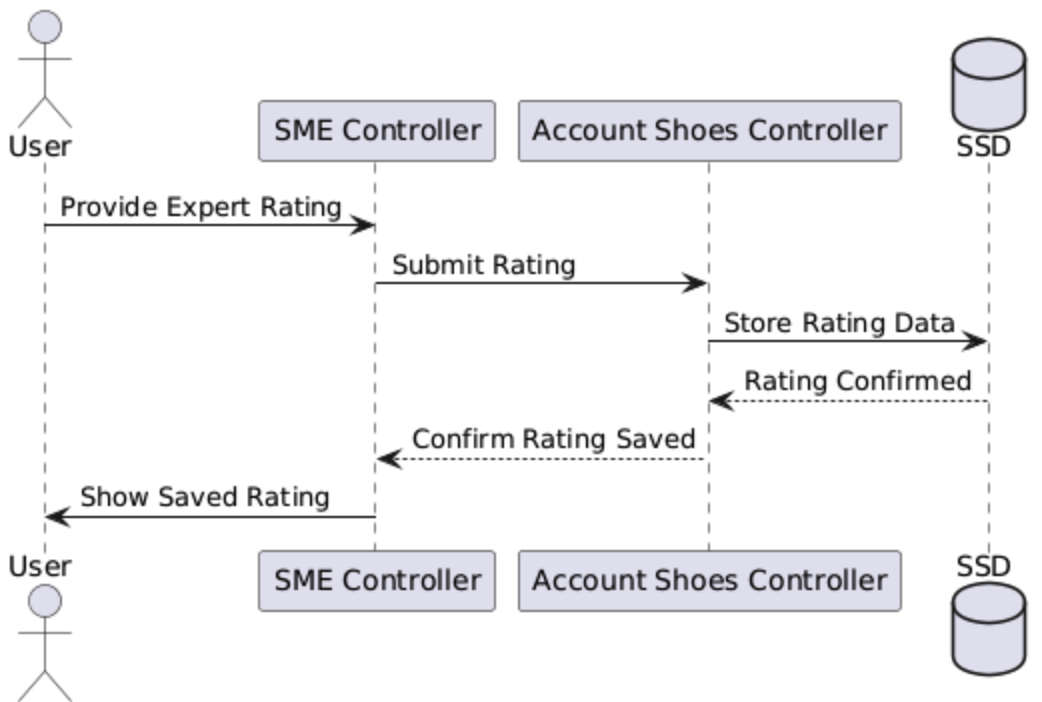 User
SME Controller
Account Shoes Controller
SSD
Provide Expert Rating
Submit Rating
Store Rating Data
Rating Confirmed
Confirm Rating Saved
Show Saved Rating
User
SME Controller
Account Shoes Controller
SSD